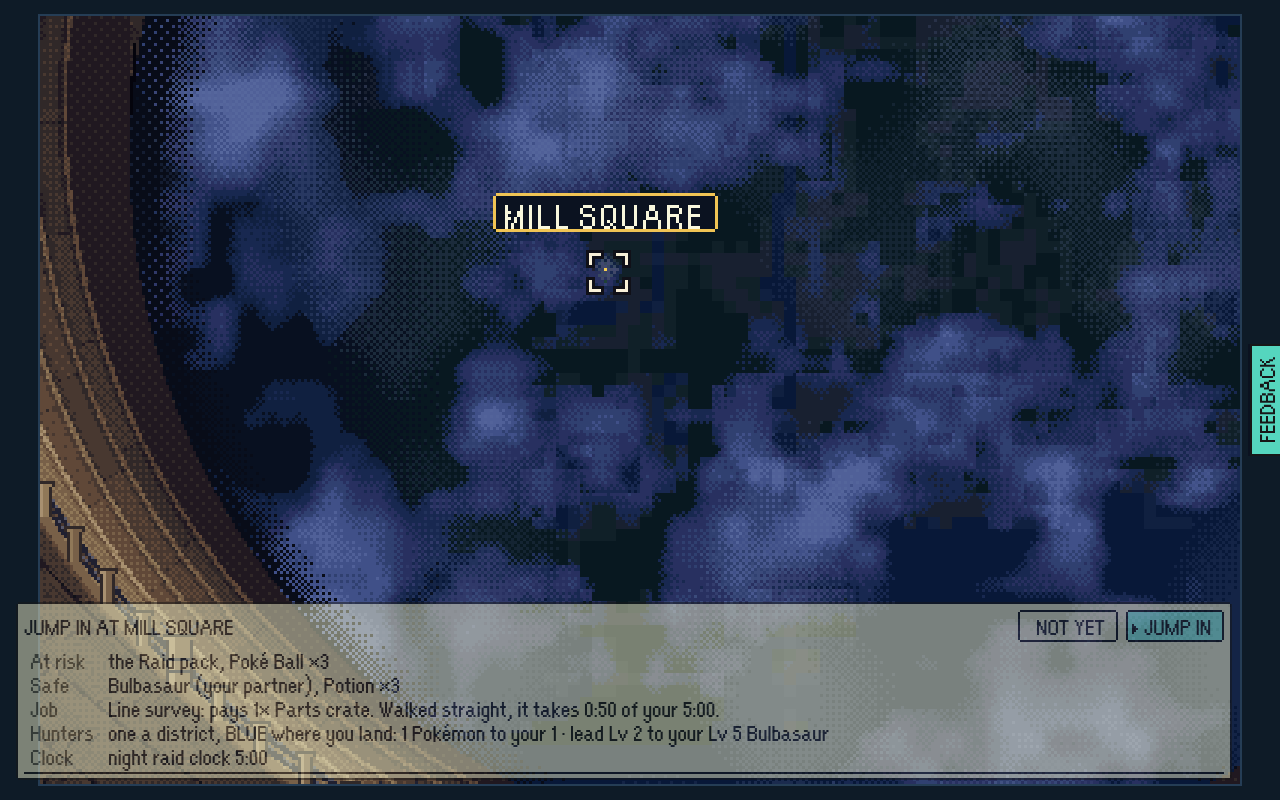 MILL SQUARE
FEEDBACK
JUMP IN AT MILL SQUARE
NOT YET
JUMP IN
At risk the Raid pack, Poké Ball ×3
Safe Bulbasaur (your partner), Potion ×3
Job Line survey: pays 1× Parts crate. Walked straight, it takes 0:50 of your 5:00.
Hunters one a district, BLUE where you land: 1 Pokémon to your 1 · lead Lv 2 to your Lv 5 Bulbasaur
Clock night raid clock 5:00